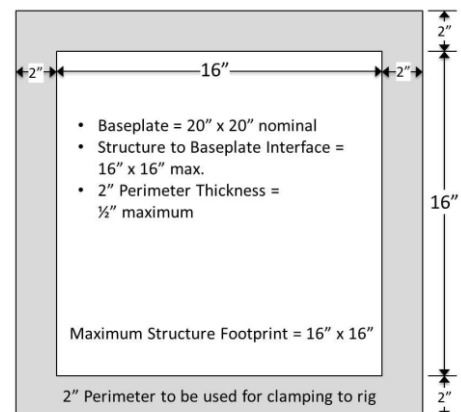 2”
2”
16”
2”
• Baseplate = 20” x 20” nominal
• Structure to Baseplate Interface =
16” x 16” max.
• 2” Perimeter Thickness =
½” maximum
16”
Maximum Structure Footprint = 16” x 16”
2” Perimeter to be used for clamping to rig
2”